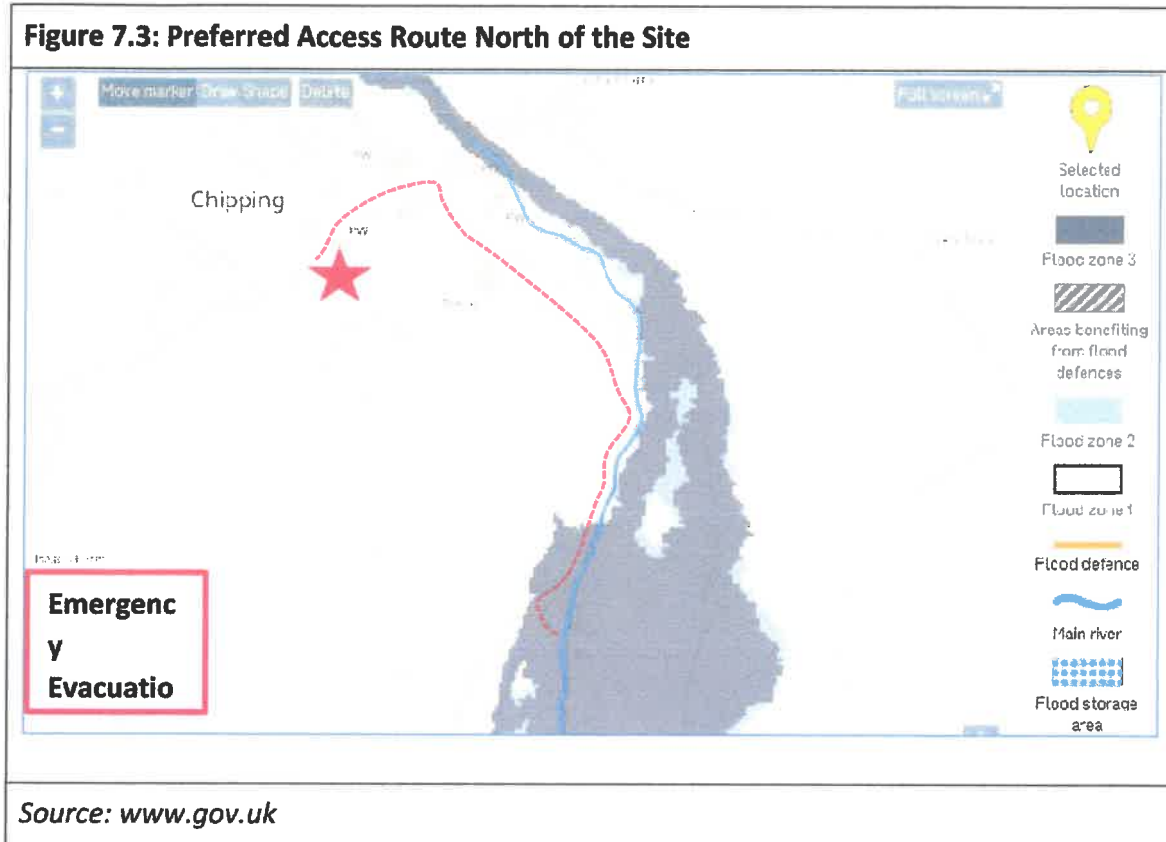 Figure 7.3: Preferred Access Route North of the Site
+
-
Move marker
Draw Shape
Delete
Full screen
Chipping
PW
Emergenc
y
Evacuatio
Selected
location
Flood zone 3
Areas benefiting
from flood
defences
Flood zone 2
Flood zone 1
Flood defence
Main river
Flood storage
area
Source: www.gov.uk